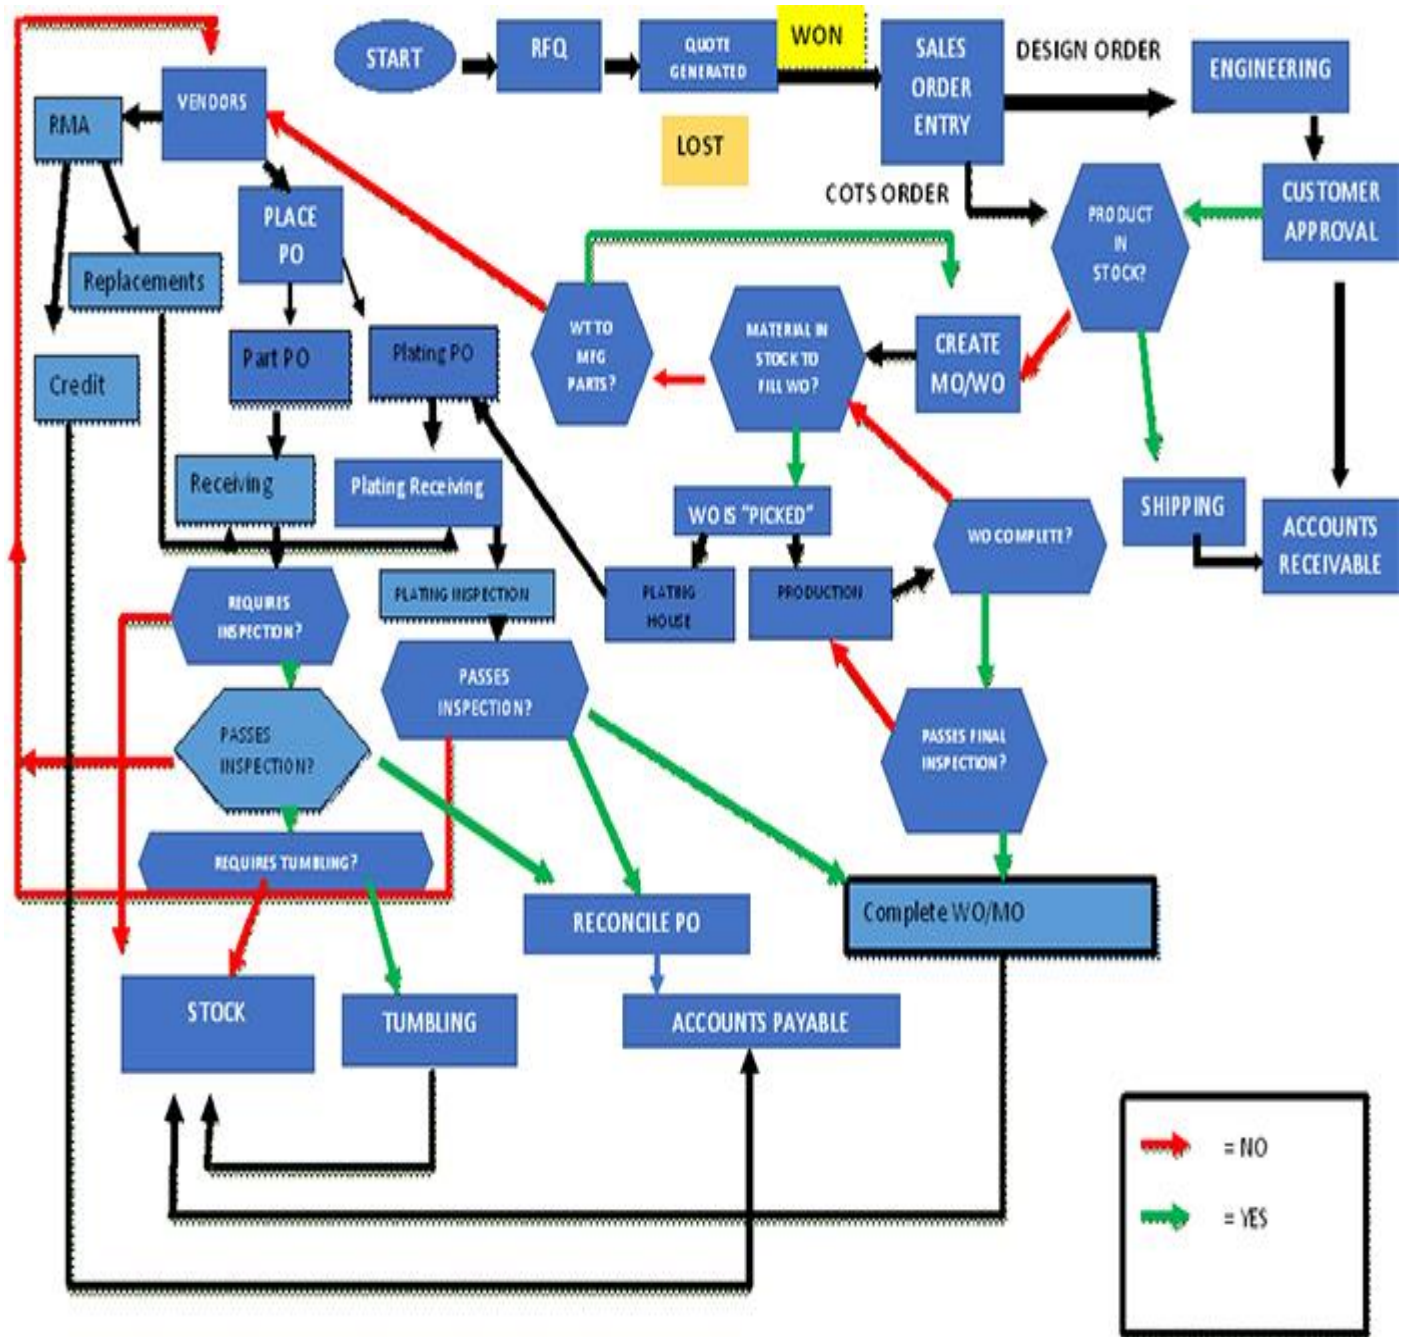 START
RFQ
QUOTE
GENERATED
WON
LOST
SALES
ORDER
ENTRY
DESIGN ORDER
COTS ORDER
ENGINEERING
CUSTOMER
APPROVAL
PRODUCT
IN
STOCK?
VENDORS
RMA
PLACE
PO
Replacements
Credit
Part PO
Plating PO
WT TO
MFG
PARTS?
MATERIAL IN
STOCK TO
FILL WO?
CREATE
MO/WO
Receiving
Plating Receiving
WO IS "PICKED"
WO COMPLETE?
SHIPPING
ACCOUNTS
RECEIVABLE
REQUIRES
INSPECTION?
PLATING INSPECTION
PLATING
HOUSE
PRODUCTION
PASSES
INSPECTION?
PASSES
INSPECTION?
PASSES FINAL
INSPECTION?
REQUIRES TUMBLING?
RECONCILE PO
Complete WO/MO
STOCK
TUMBLING
ACCOUNTS PAYABLE
= NO
= YES